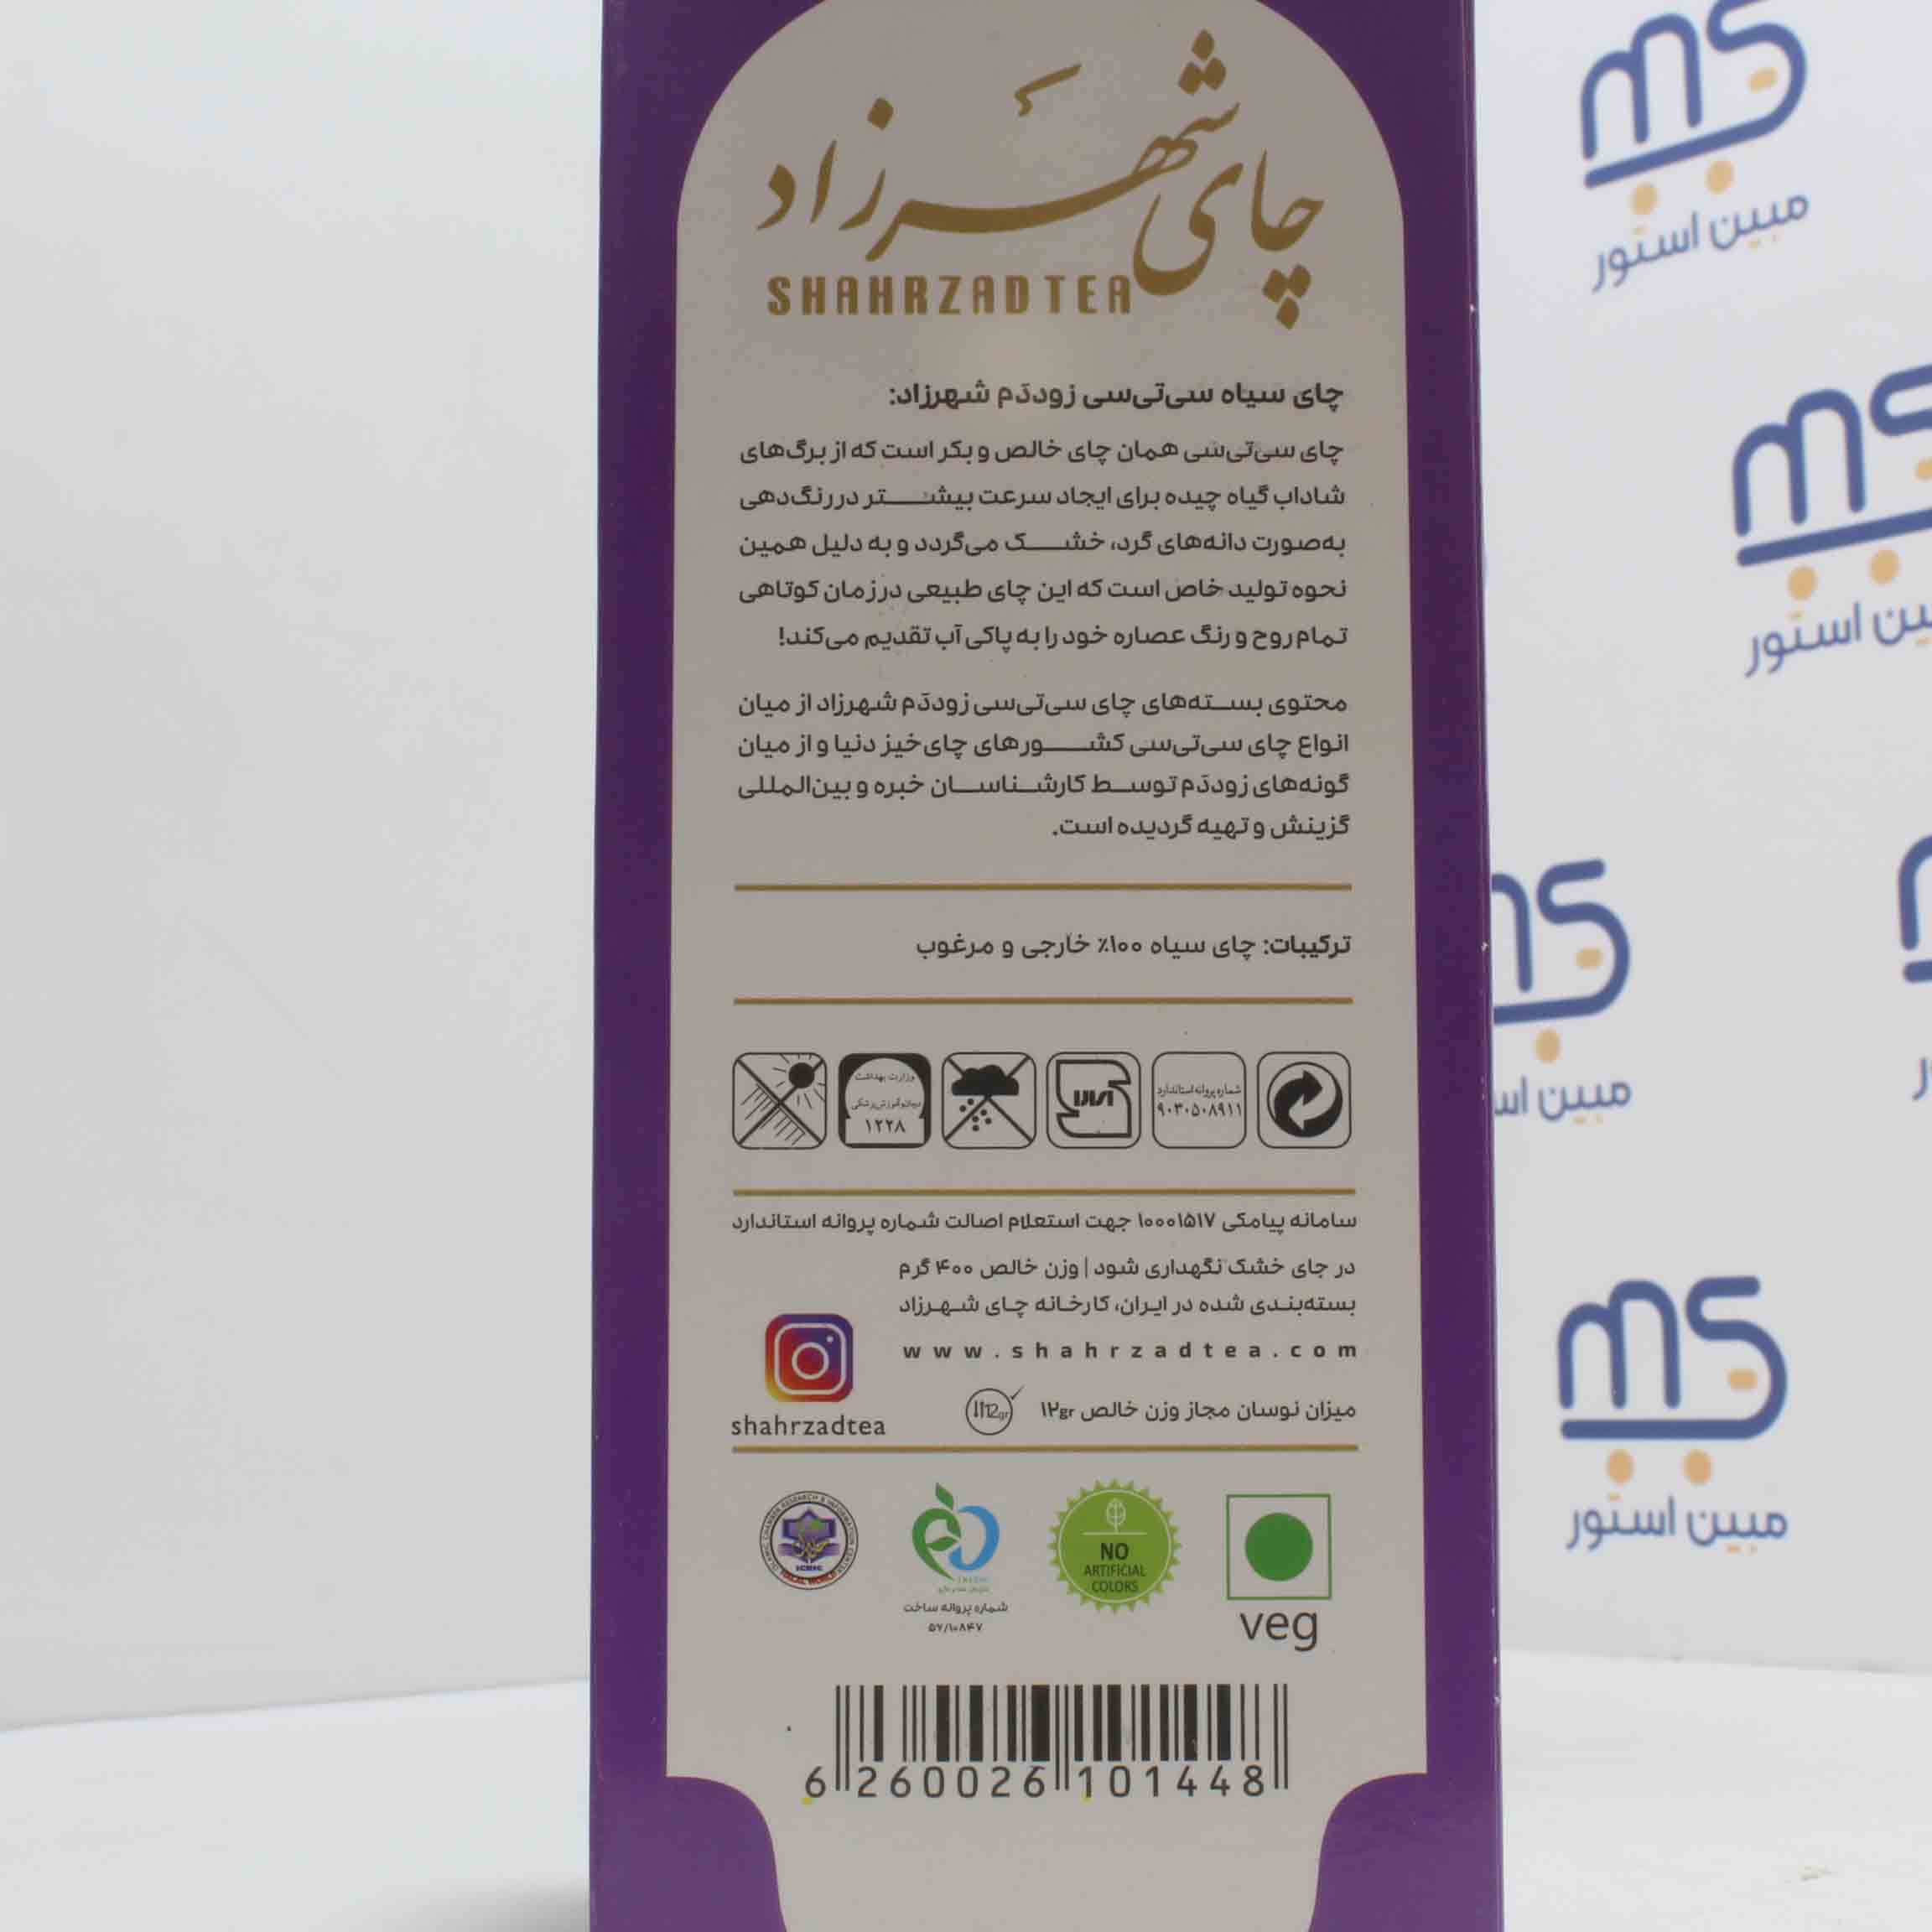 چای شهرزاد
SHAHRZAD TEA
چای سیاه سی‌تی‌سی زوددَم شهرزاد:
چای سی‌تی‌سی همان چای خالص و بکر است که از برگ‌های
شاداب گیاه چیده برای ایجاد سرعت بیشتر در رنگ‌دهی
به‌صورت دانه‌های گرد، خشک می‌گردد و به دلیل همین
نحوه تولید خاص است که این چای طبیعی در زمان کوتاهی
تمام روح و رنگ عصاره خود را به پاکی آب تقدیم می‌کند!
محتوی بسته‌های چای سی‌تی‌سی زوددَم شهرزاد از میان
انواع چای سی‌تی‌سی کشورهای چای‌خیز دنیا و از میان
گونه‌های زوددَم توسط کارشناسان خبره و بین‌المللی
گزینش و تهیه گردیده است.
ترکیبات: چای سیاه ۱۰۰٪ خارجی و مرغوب
شماره پروانه استاندارد
۹۰۳۰۵۰۸۹۱۱
وزارت بهداشت
درمان و آموزش پزشکی
۱۲۲۸
سامانه پیامکی ۱۰۰۰۱۵۱۷ جهت استعلام اصالت شماره پروانه استاندارد
در جای خشک نگهداری شود | وزن خالص ۴۰۰ گرم
بسته‌بندی شده در ایران، کارخانه چای شهرزاد
www.shahrzadtea.com
میزان نوسان مجاز وزن خالص ۱۲gr
shahrzadtea
veg
NO
ARTIFICIAL
COLORS
شماره پروانه ساخت
۵۷/۱۰۸۴۷
ICRIC
HALAL WORLD
6 260026 101448
مبین استور
مبین استور
مبین استور